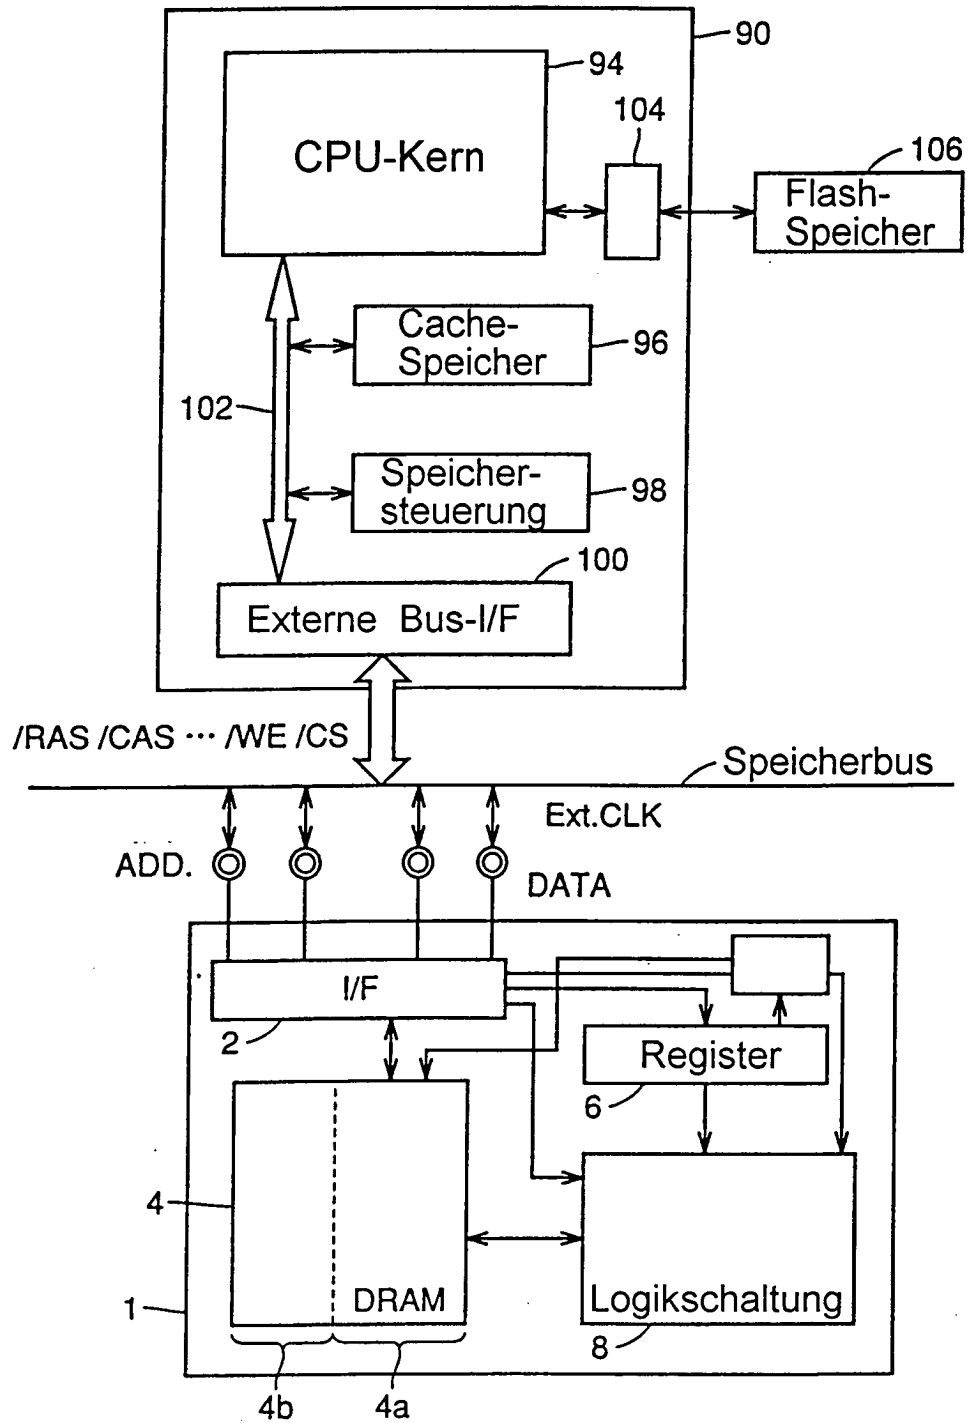 90
94
CPU-Kern
104
106
Flash-
Speicher
Cache-
Speicher
96
102
Speicher-
steuerung
98
100
Externe Bus-I/F
/RAS /CAS ··· /WE /CS
Speicherbus
Ext.CLK
ADD.
DATA
I/F
2
Register
6
4
DRAM
Logikschaltung
1
8
4b
4a